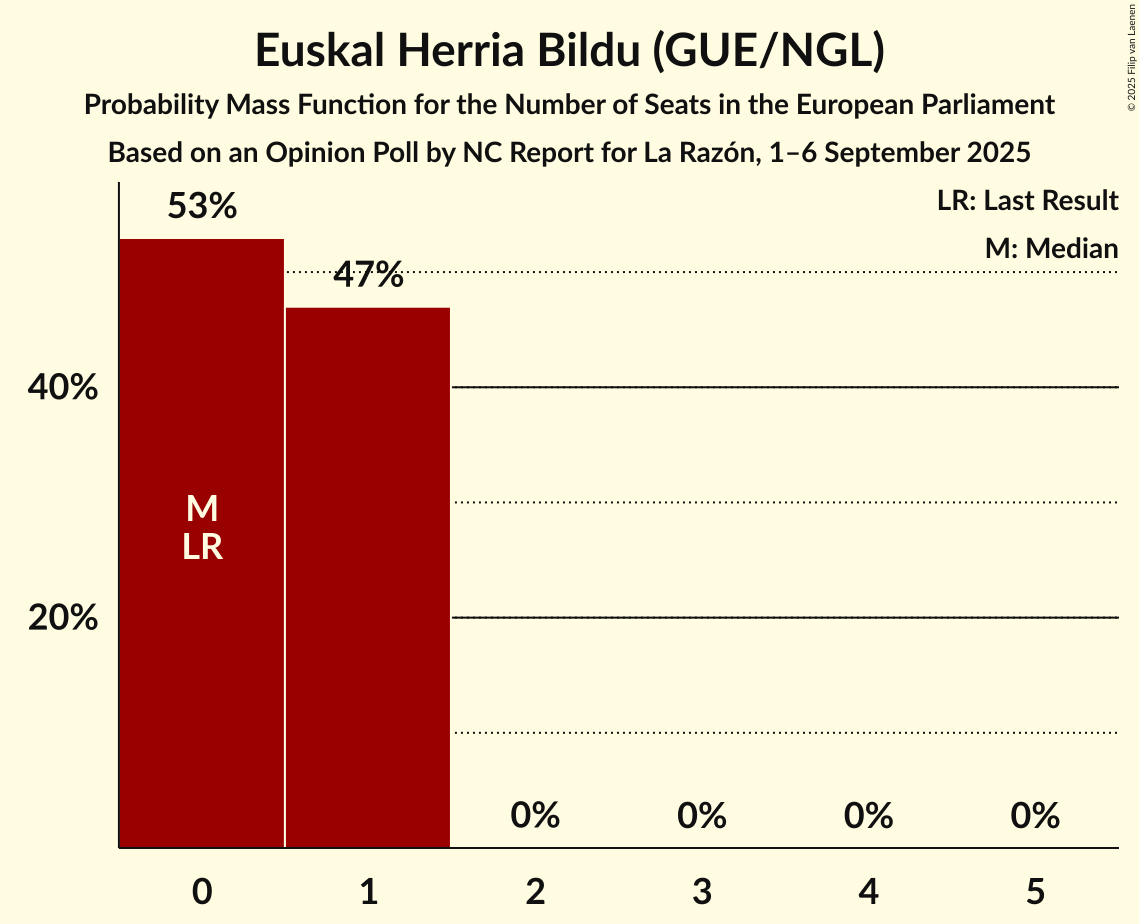 Euskal Herria Bildu (GUE/NGL)
Probability Mass Function for the Number of Seats in the European Parliament
Based on an Opinion Poll by NC Report for La Razón, 1–6 September 2025
© 2025 Filip van Laenen
LR: Last Result
M: Median
53%
47%
40%
20%
M
LR
0%
0%
0%
0%
0
1
2
3
4
5